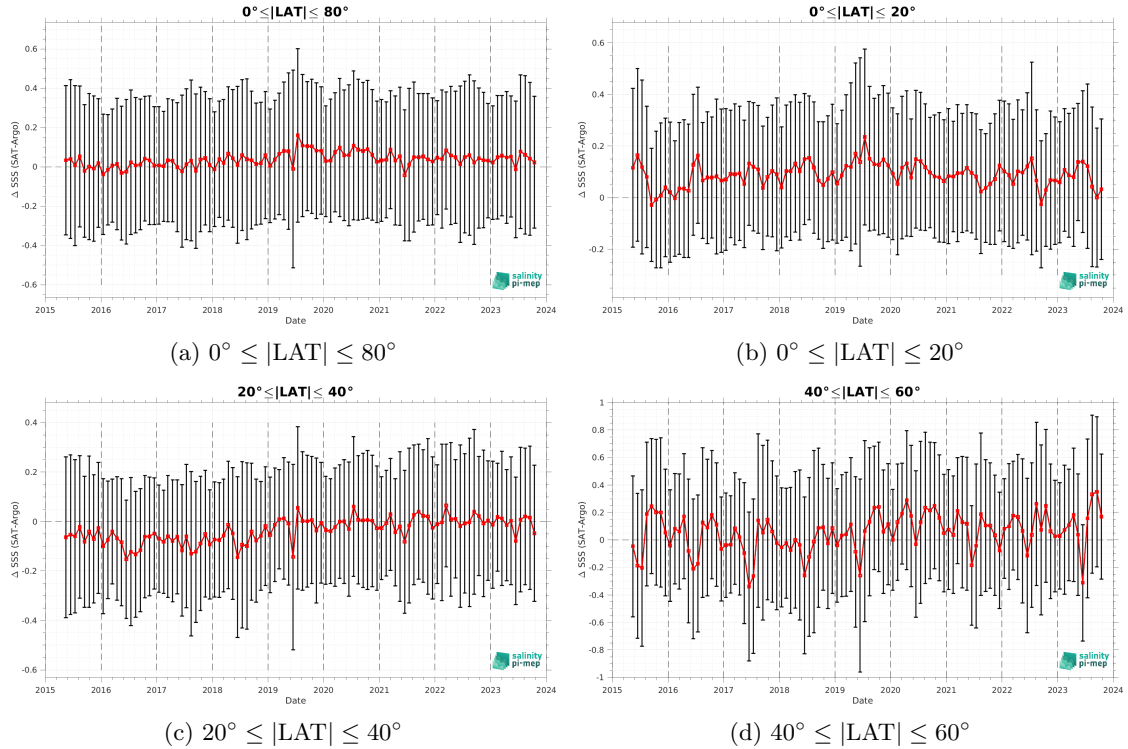 0°≤|LAT|≤ 80°
Δ SSS (SAT-Argo)
0.6
0.4
0.2
0
-0.2
-0.4
-0.6
2015 2016 2017 2018 2019 2020 2021 2022 2023 2024
Date
salinity
pi-mep
(a) 0° ≤ |LAT| ≤ 80°
0°≤|LAT|≤ 20°
Δ SSS (SAT-Argo)
0.6
0.4
0.2
0
-0.2
2015 2016 2017 2018 2019 2020 2021 2022 2023 2024
Date
salinity
pi-mep
(b) 0° ≤ |LAT| ≤ 20°
20°≤|LAT|≤ 40°
Δ SSS (SAT-Argo)
0.4
0.2
0
-0.2
-0.4
-0.6
2015 2016 2017 2018 2019 2020 2021 2022 2023 2024
Date
salinity
pi-mep
(c) 20° ≤ |LAT| ≤ 40°
40°≤|LAT|≤ 60°
Δ SSS (SAT-Argo)
1
0.8
0.6
0.4
0.2
0
-0.2
-0.4
-0.6
-0.8
-1
2015 2016 2017 2018 2019 2020 2021 2022 2023 2024
Date
salinity
pi-mep
(d) 40° ≤ |LAT| ≤ 60°